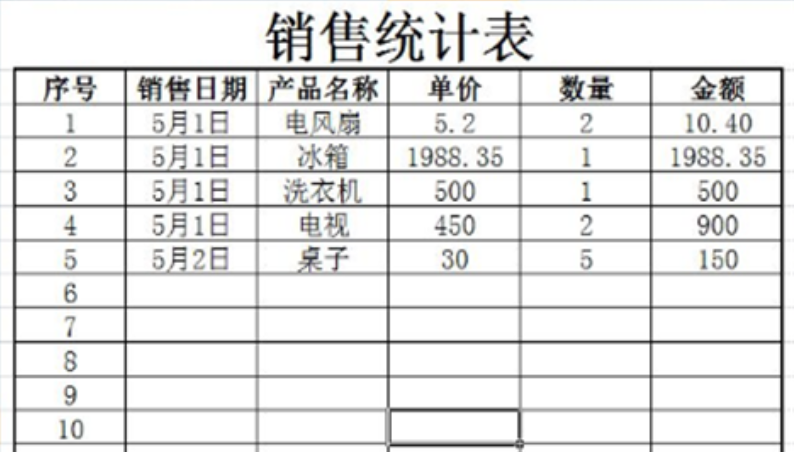 销售统计表
序号 销售日期 产品名称 单价 数量 金额
1 5月1日 电风扇 5.2 2 10.40
2 5月1日 冰箱 1988.35 1 1988.35
3 5月1日 洗衣机 500 1 500
4 5月1日 电视 450 2 900
5 5月2日 桌子 30 5 150
6
7
8
9
10